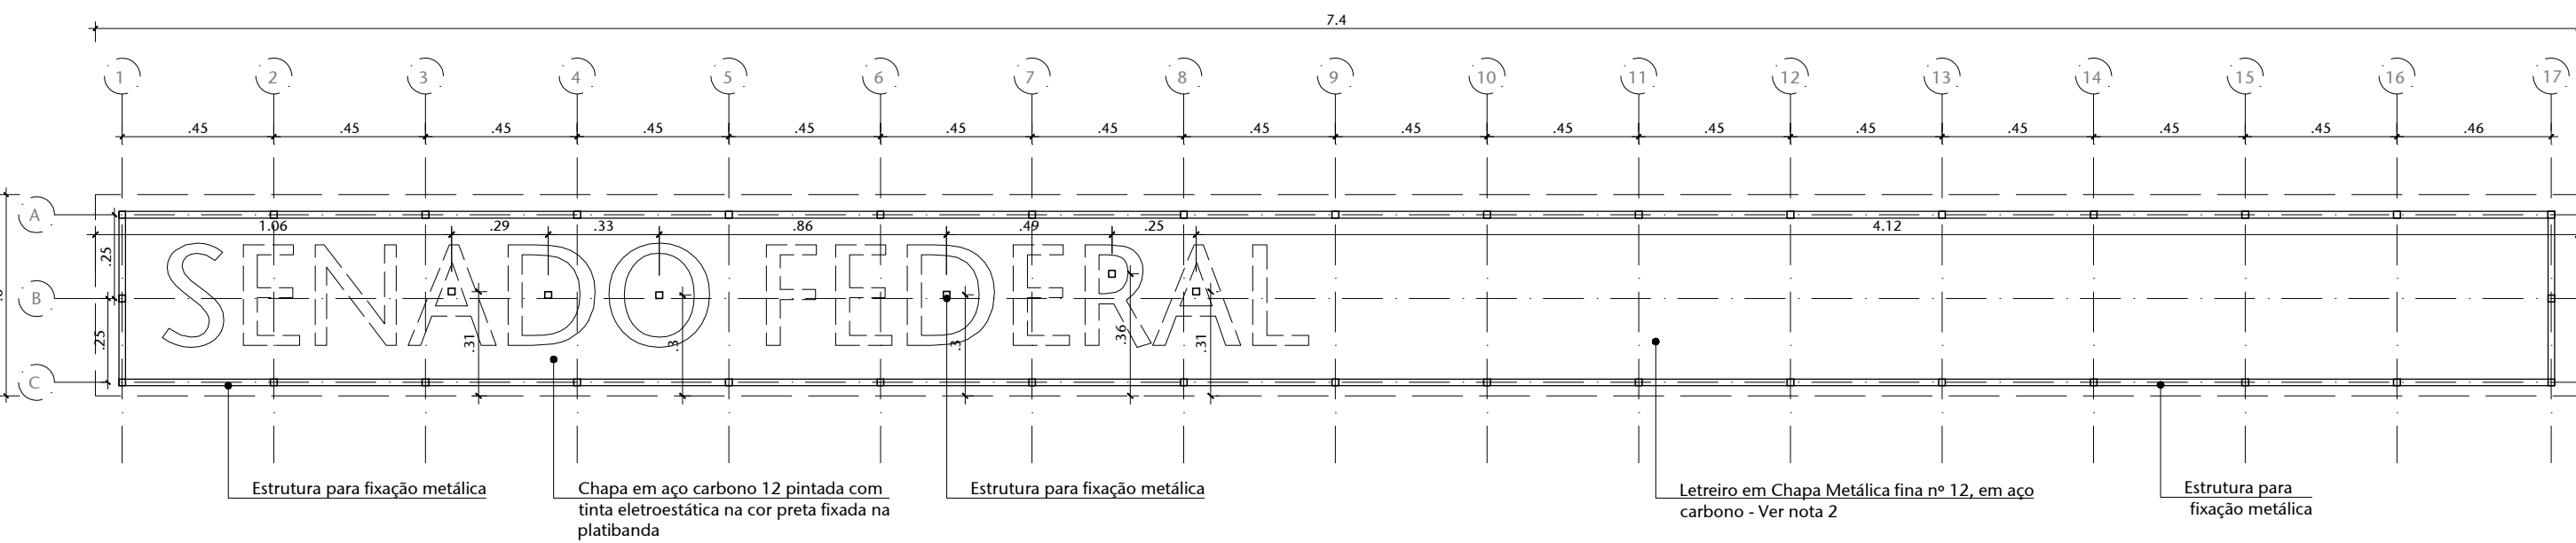 7.4
1 2 3 4 5 6 7 8 9 10 11 12 13 14 15 16 17
.45 .45 .45 .45 .45 .45 .45 .45 .45 .45 .45 .45 .45 .45 .45 .46
A
1.06 .29 .33 .86 .49 .25 4.12
.25
SENADO FEDERAL
B
.25 .31 .3 .3 .36 .31
C
Estrutura para fixação metálica
Chapa em aço carbono 12 pintada com
tinta eletroestática na cor preta fixada na
platibanda
Estrutura para fixação metálica
Letreiro em Chapa Metálica fina nº 12, em aço
carbono - Ver nota 2
Estrutura para
fixação metálica